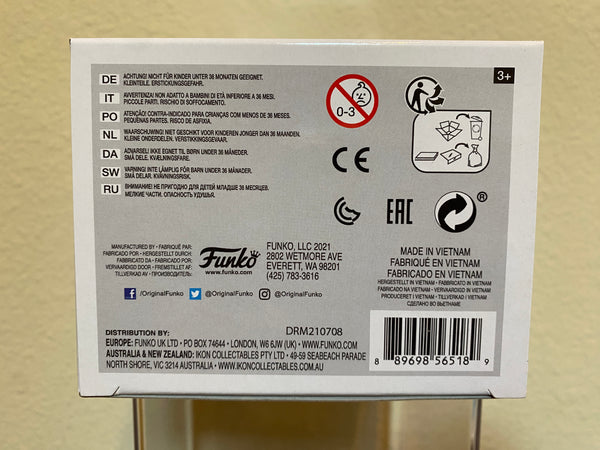 DE ACHTUNG! NICHT FÜR KINDER UNTER 36 MONATEN GEEIGNET.
KLEINTEILE. ERSTICKUNGSGEFAHR.
IT AVVERTENZA! NON ADATTO A BAMBINI DI ETÀ INFERIORE A 36 MESI.
PICCOLE PARTI. RISCHIO DI SOFFOCAMENTO.
PO ATENÇÃO! CONTRA-INDICADO PARA CRIANÇAS COM MENOS DE 36 MESES.
PEQUENAS PARTES. RISCO DE ASFIXIA.
NL WAARSCHUWING! NIET GESCHIKT VOOR KINDEREN JONGER DAN 36 MAANDEN.
KLEINE ONDERDELEN. VERSTIKKINGSGEVAAR.
DA ADVARSEL! IKKE EGNET TIL BØRN UNDER 36 MÅNEDER.
SMÅ DELE. KVÆLNINGSFARE.
SW VARNING! INTE LÄMPLIG FÖR BARN UNDER 36 MÅNADER.
SMÅ DELAR. KVÄVNINGSRISK.
RU ВНИМАНИЕ! НЕ ПРИГОДНО ДЛЯ ДЕТЕЙ МЛАДШЕ 36 МЕСЯЦЕВ.
МЕЛКИЕ ЧАСТИ. ОПАСНОСТЬ УДУШЬЯ.
0-3
3+
CE
EAC
®
MANUFACTURED BY • FABRIQUÉ PAR:
FABRICADO POR • HERGESTELLT DURCH:
FABBRICATO DA • FABRICADO POR:
VERVAARDIGD DOOR • FREMSTILLET AF:
TILLVERKAD AV • ПРОИЗВОДИТЕЛЬ:
Funko
www.funko.com
FUNKO, LLC 2021
2802 WETMORE AVE
EVERETT, WA 98201
(425) 783-3616
/OriginalFunko @OriginalFunko @OriginalFunko
MADE IN VIETNAM
FABRIQUÉ EN VIETNAM
FABRICADO EN VIETNAM
HERGESTELLT IN VIETNAM • FABBRICATO IN VIETNAM
FABRICADO NA VIETNAM • VERVAARDIGD IN VIETNAM
PRODUCERET I VIETNAM • TILLVERKAD I VIETNAM
СДЕЛАНО ВО ВЬЕТНАМЕ
DISTRIBUTION BY:
DRM210708
EUROPE: FUNKO UK LTD • PO BOX 74644 • LONDON, W6 6JW (UK) • WWW.FUNKO.COM
AUSTRALIA & NEW ZEALAND: IKON COLLECTABLES PTY LTD • 49-59 SEABEACH PARADE
NORTH SHORE, VIC 3214 AUSTRALIA • WWW.IKONCOLLECTABLES.COM.AU
8 89698 56518 9